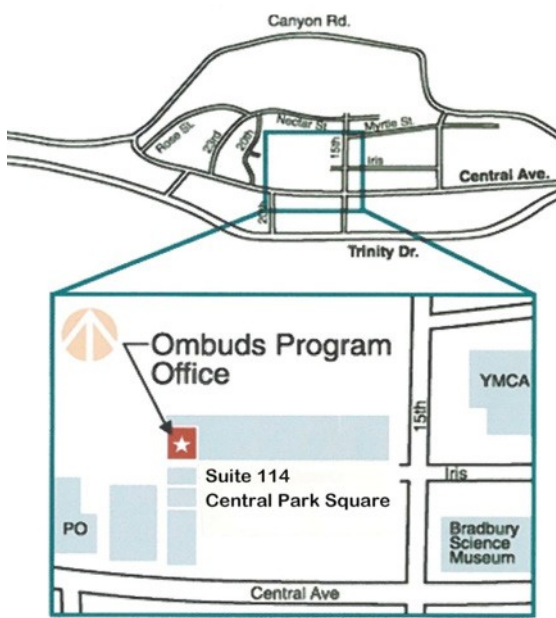 Canyon Rd.
Rose St.
23rd
20th
Nectar St.
15th
Myrtle St.
Iris
Central Ave.
20th
Trinity Dr.
Ombuds Program
Office
YMCA
15th
Suite 114
Central Park Square
Iris
PO
Bradbury
Science
Museum
Central Ave